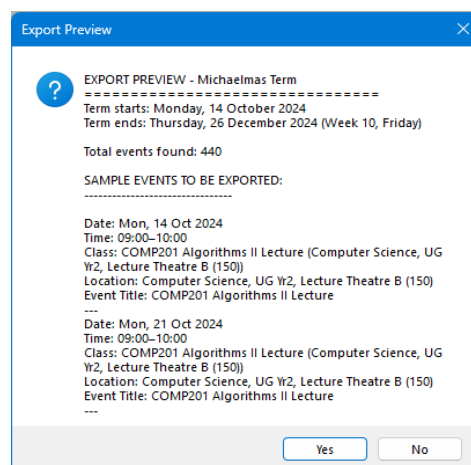 Export Preview
EXPORT PREVIEW - Michaelmas Term
================================
Term starts: Monday, 14 October 2024
Term ends: Thursday, 26 December 2024 (Week 10, Friday)
Total events found: 440
SAMPLE EVENTS TO BE EXPORTED:
--------------------------------
Date: Mon, 14 Oct 2024
Time: 09:00–10:00
Class: COMP201 Algorithms II Lecture (Computer Science, UG
Yr2, Lecture Theatre B (150))
Location: Computer Science, UG Yr2, Lecture Theatre B (150)
Event Title: COMP201 Algorithms II Lecture
---
Date: Mon, 21 Oct 2024
Time: 09:00–10:00
Class: COMP201 Algorithms II Lecture (Computer Science, UG
Yr2, Lecture Theatre B (150))
Location: Computer Science, UG Yr2, Lecture Theatre B (150)
Event Title: COMP201 Algorithms II Lecture
---
Yes
No